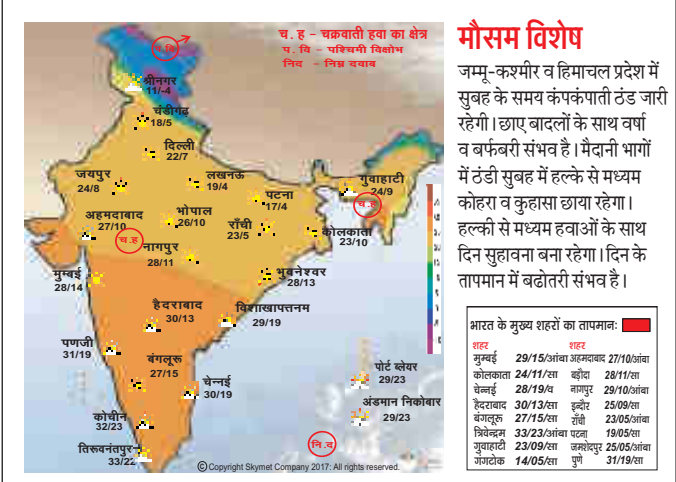 च. ह - चक्रवाती हवा का क्षेत्र
प. वि - पश्चिमी विक्षोभ
निद - निम्न दवाब
प. वि
श्रीनगर
11/-4
चंडीगढ़
18/5
दिल्ली
22/7
जयपुर
24/8
लखनऊ
19/4
गुवाहाटी
24/9
पटना
17/4
च.ह
अहमदाबाद
27/10
भोपाल
26/10
राँची
23/5
कोलकाता
23/10
च.ह
नागपुर
28/11
भुवनेश्वर
28/13
मुम्बई
28/14
हैदराबाद
30/13
विशाखापत्तनम
29/19
पणजी
31/19
बंगलूरू
27/15
चेन्नई
30/19
पोर्ट ब्लेयर
29/23
अंडमान निकोबार
29/23
कोचीन
32/23
तिरूवनंतपुर
33/22
नि.द
© Copyright Skymet Company 2017: All rights reserved.
मौसम विशेष
जम्मू-कश्मीर व हिमाचल प्रदेश में
सुबह के समय कंपकंपाती ठंड जारी
रहेगी। छाए बादलों के साथ वर्षा
व बर्फबरी संभव है। मैदानी भागों
में ठंडी सुबह में हल्के से मध्यम
कोहरा व कुहासा छाया रहेगा।
हल्की से मध्यम हवाओं के साथ
दिन सुहावना बना रहेगा। दिन के
तापमान में बढोतरी संभव है।
भारत के मुख्य शहरों का तापमान:
शहर शहर
मुम्बई 29/15/आंबा अहमदाबाद 27/10/आंबा
कोलकाता 24/11/सा बड़ौदा 28/11/सा
चेन्नई 28/19/व नागपुर 29/10/आंबा
हैदराबाद 30/13/सा इन्दौर 25/09/सा
बंगलूरू 27/15/सा राँची 23/05/आंबा
त्रिवेन्द्रम 33/23/आंबा पटना 19/05/सा
गुवाहाटी 23/09/सा जमशेदपुर 25/05/आंबा
गंगटोक 14/05/सा पुणे 31/19/सा